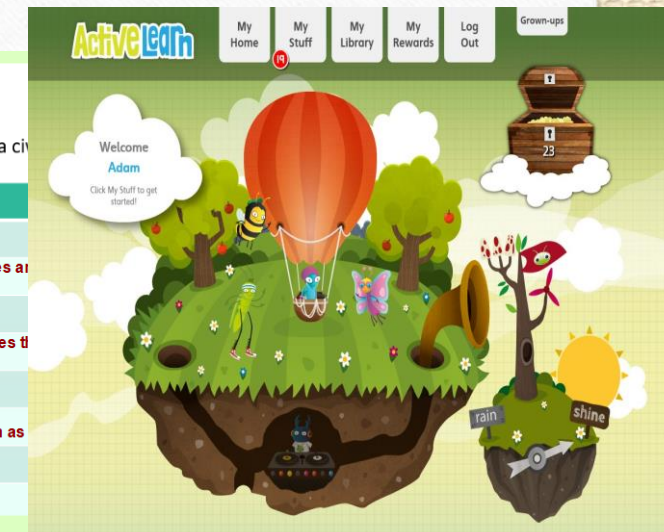 ActiveLearn
My Home
My Stuff
19
My Library
My Rewards
Log Out
Grown-ups
Welcome
Adam
Click My Stuff to get
started!
23
rain
shine
a
as